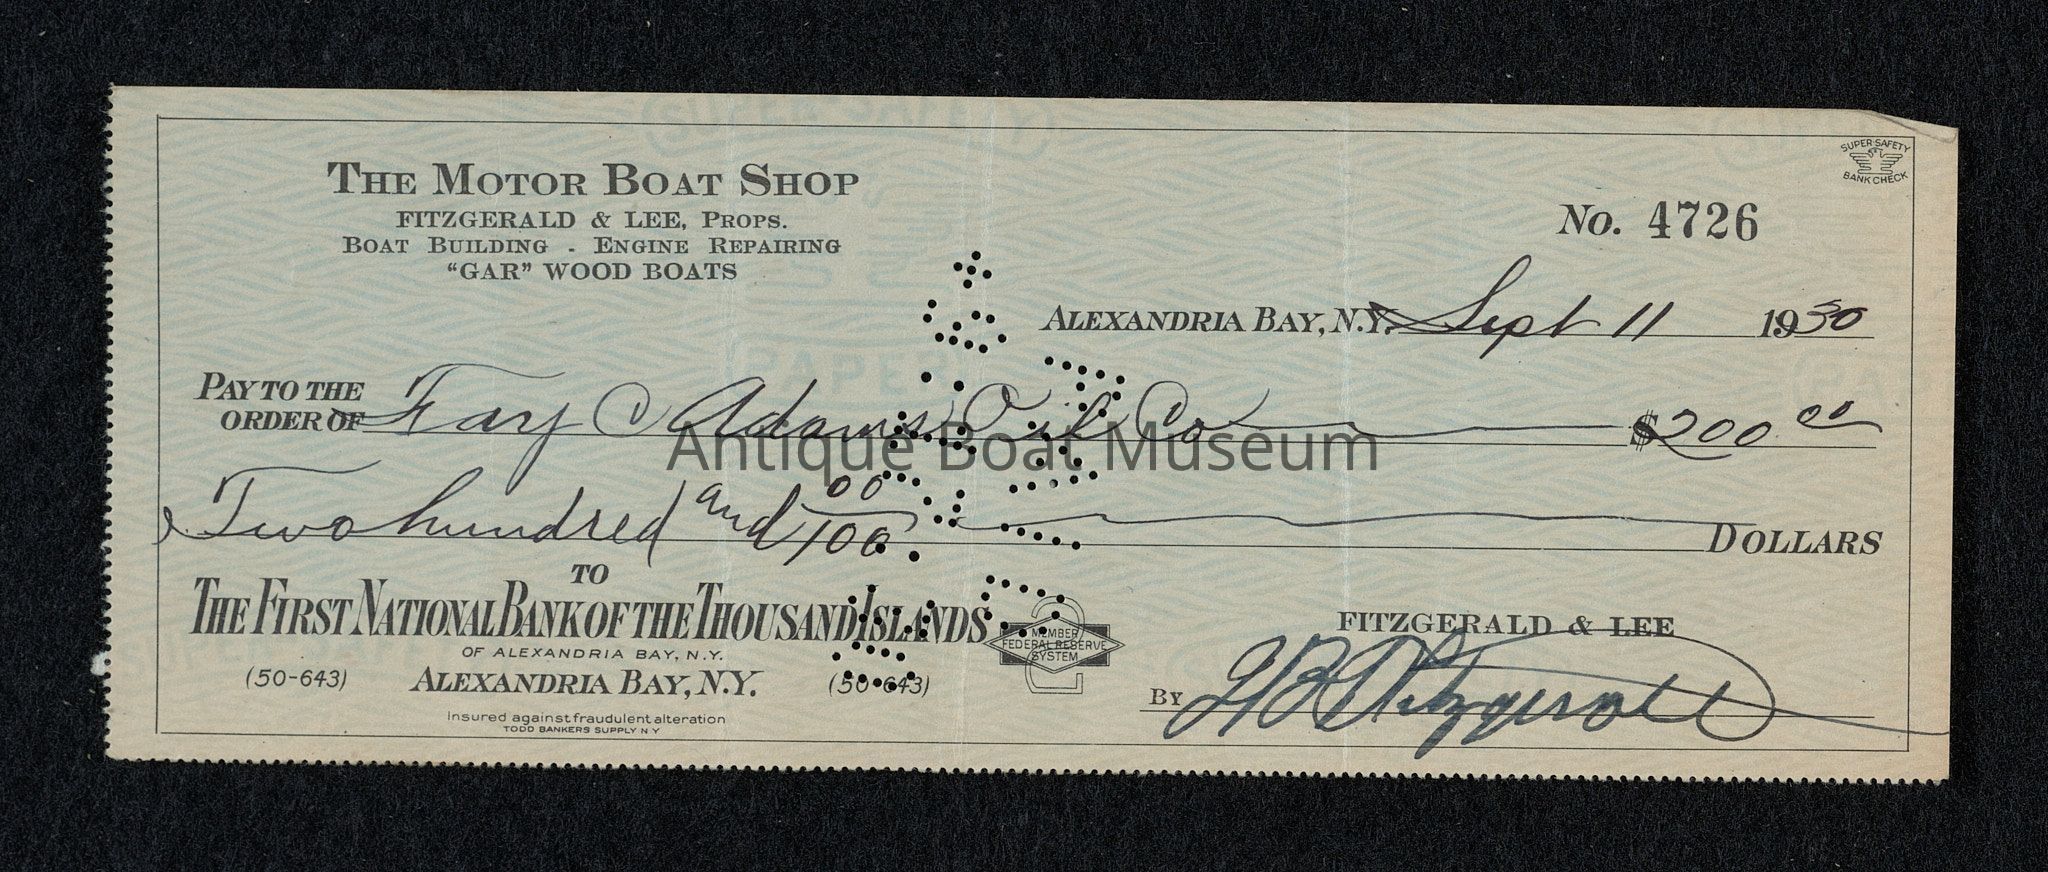 SUPER SAFETY
BANK CHECK
THE MOTOR BOAT SHOP
FITZGERALD & LEE, PROPS.
BOAT BUILDING - ENGINE REPAIRING
"GAR" WOOD BOATS
No. 4726
ALEXANDRIA BAY, N.Y. Sept 11 1930
PAY TO THE
ORDER OF Fay C Adams Oil Co $200 00
Antique Boat Museum
Two hundred and 00/100 DOLLARS
TO
THE FIRST NATIONAL BANK OF THE THOUSAND ISLANDS
OF ALEXANDRIA BAY, N.Y.
(50-643) ALEXANDRIA BAY, N.Y. (50-643)
2
MEMBER
FEDERAL RESERVE
SYSTEM
FITZGERALD & LEE
BY Fitzgerald
Insured against fraudulent alteration
TODD BANKERS SUPPLY N Y